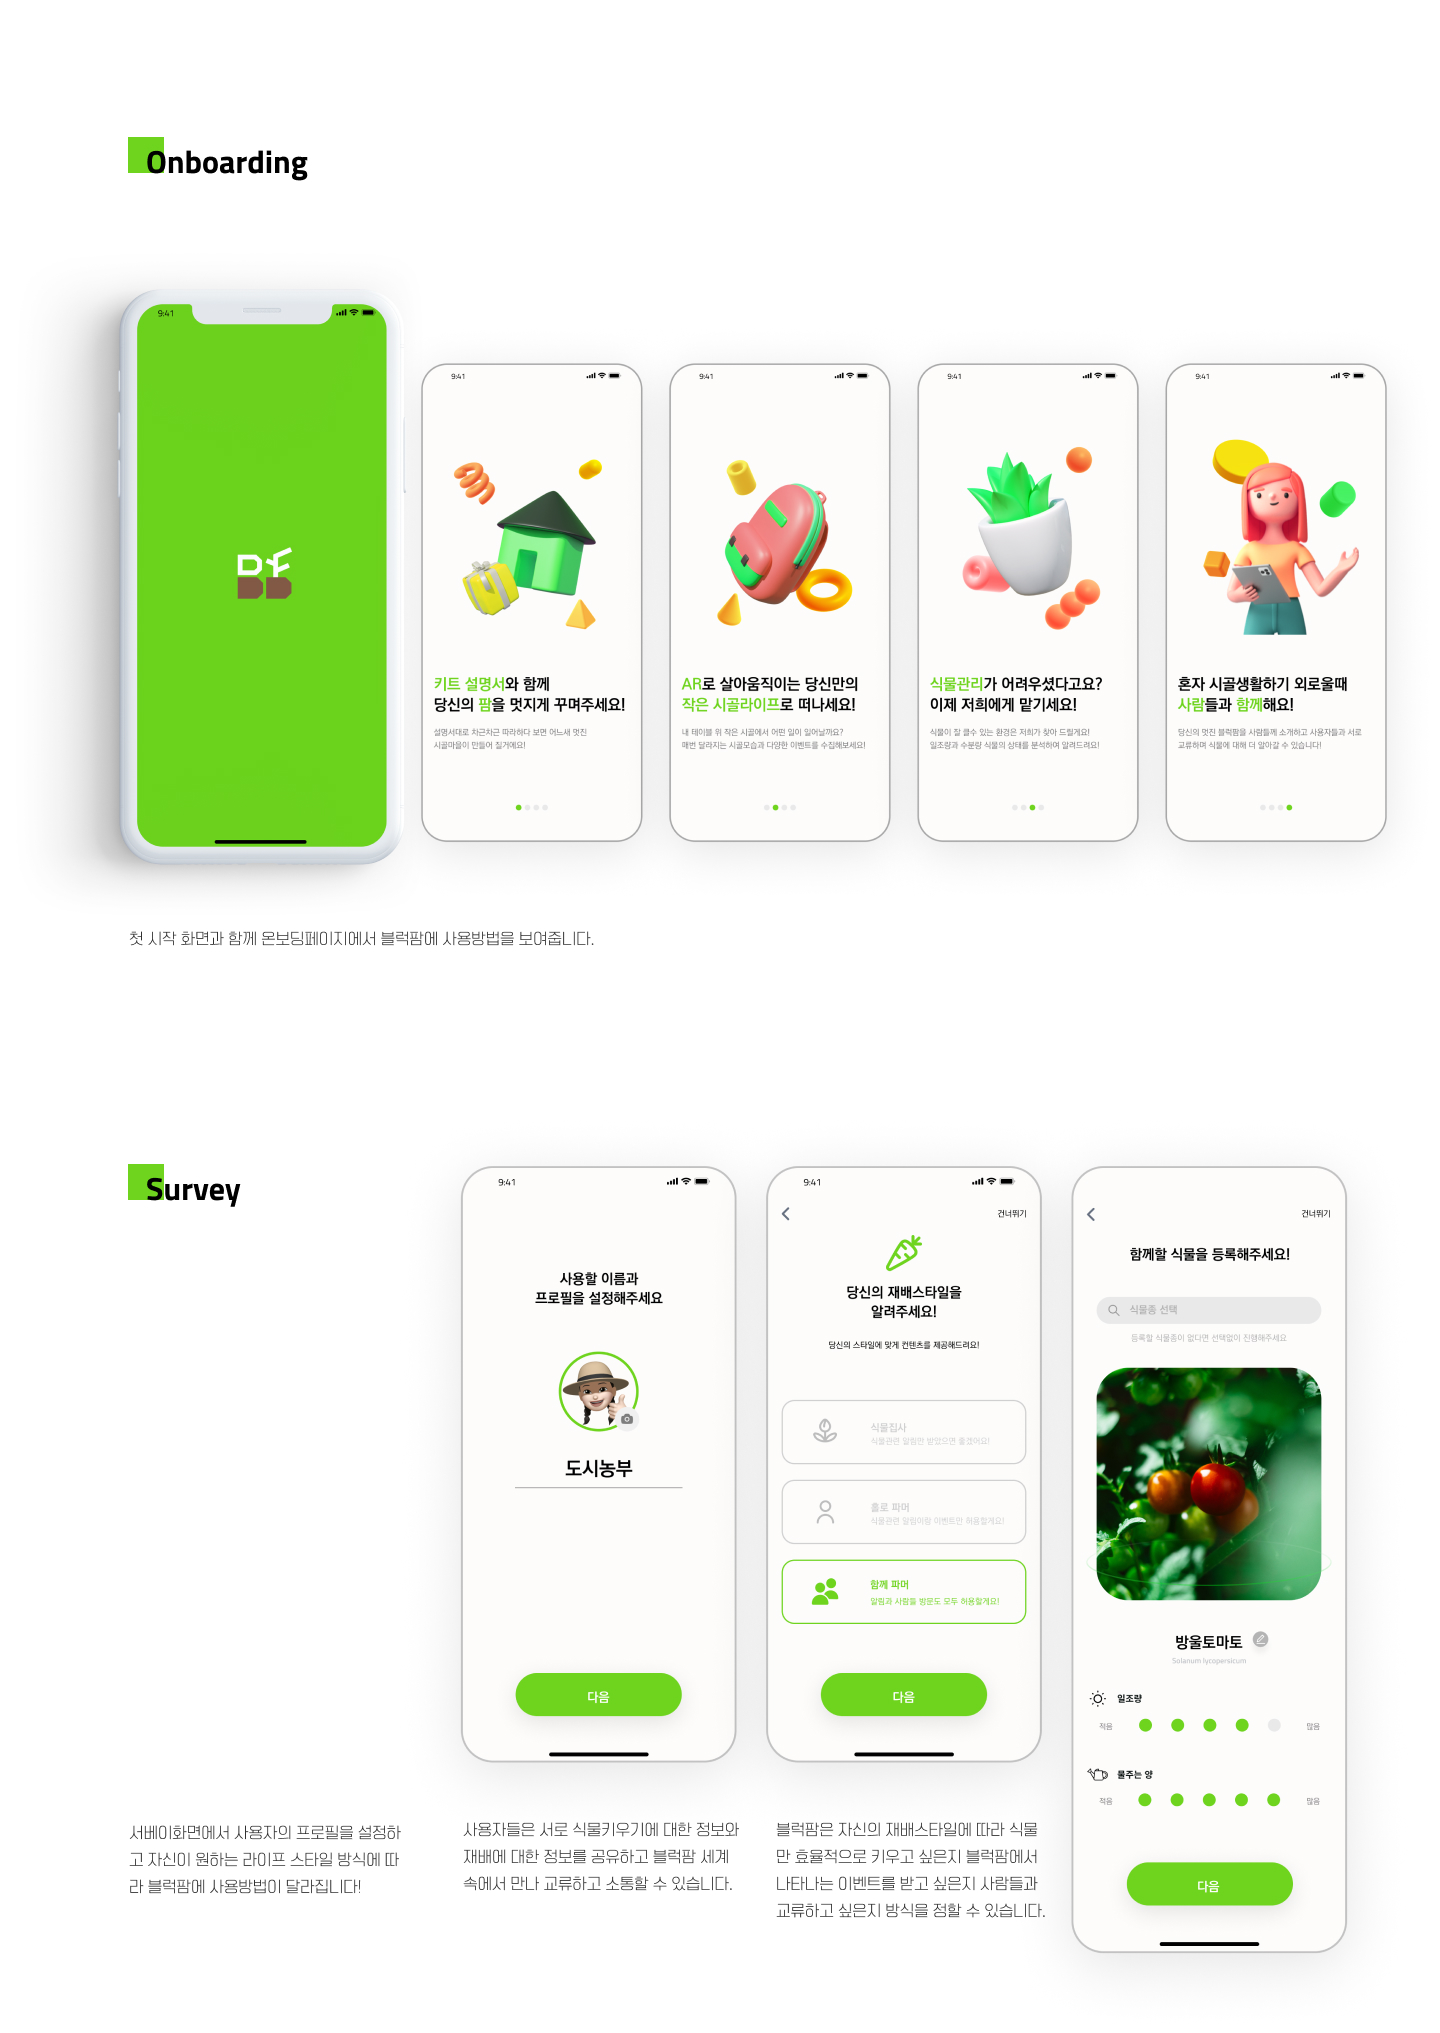 Onboarding
9:41
9:41
키트 설명서와 함께
당신의 팜을 멋지게 꾸며주세요!
설명서대로 차근차근 따라하다 보면 어느새 멋진
시골마을이 만들어 질거에요!
9:41
AR로 살아움직이는 당신만의
작은 시골라이프로 떠나세요!
내 테이블 위 작은 시골에서 어떤 일이 일어날까요?
매번 달라지는 시골모습과 다양한 이벤트를 수집해보세요!
9:41
식물관리가 어려우셨다고요?
이제 저희에게 맡기세요!
식물이 잘 클수 있는 환경은 저희가 찾아 드릴게요!
일조량과 수분량 식물의 상태를 분석하며 알려드려요!
9:41
혼자 시골생활하기 외로울때
사람들과 함께해요!
당신의 멋진 블럭팜을 사람들께 소개하고 사용자들과 서로
교류하며 식물에 대해 더 알아갈 수 있습니다!
첫 시작 화면과 함께 온보딩페이지에서 블럭팜에 사용방법을 보여줍니다.
Survey
9:41
사용할 이름과
프로필을 설정해주세요
도시농부
다음
9:41
건너뛰기
당신의 재배스타일을
알려주세요!
당신의 스타일에 맞게 컨텐츠를 제공해드려요!
식물집사
식물관련 알림만 받았으면 좋겠어요!
홀로 파머
식물관련 알림이랑 이벤트만 허용할게요!
함께 파머
알림과 사람들 방문도 모두 허용할게요!
다음
건너뛰기
함께할 식물을 등록해주세요!
식물종 선택
등록할 식물종이 없다면 선택없이 진행해주세요
방울토마토
Solanum lycopersicum
일조량
적음
많음
물주는 양
적음
많음
다음
서베이화면에서 사용자의 프로필을 설정하
고 자신이 원하는 라이프 스타일 방식에 따
라 블럭팜에 사용방법이 달라집니다!
사용자들은 서로 식물키우기에 대한 정보와
재배에 대한 정보를 공유하고 블럭팜 세계
속에서 만나 교류하고 소통할 수 있습니다.
블럭팜은 자신의 재배스타일에 따라 식물
만 효율적으로 키우고 싶은지 블럭팜에서
나타나는 이벤트를 받고 싶은지 사람들과
교류하고 싶은지 방식을 정할 수 있습니다.